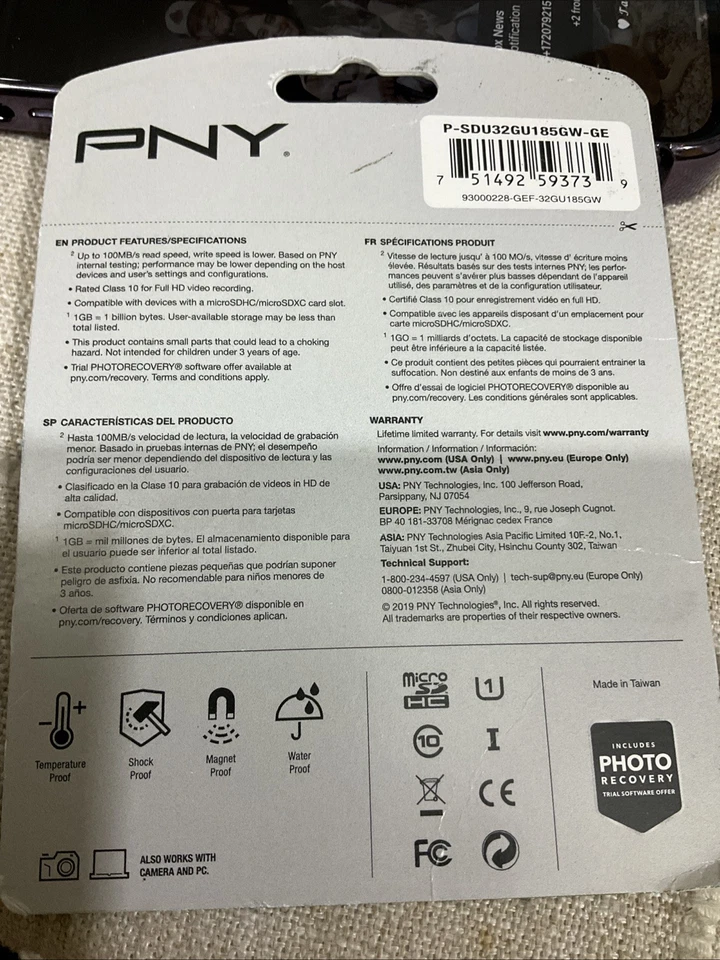 ox News
otification
+172079215
+2 fro
PNY®
P-SDU32GU185GW-GE
7 51492 59373 9
93000228-GEF-32GU185GW
EN PRODUCT FEATURES/SPECIFICATIONS
² Up to 100MB/s read speed, write speed is lower. Based on PNY
internal testing; performance may be lower depending on the host
devices and user's settings and configurations.
• Rated Class 10 for Full HD video recording.
• Compatible with devices with a microSDHC/microSDXC card slot.
¹ 1GB = 1 billion bytes. User-available storage may be less than
total listed.
• This product contains small parts that could lead to a choking
hazard. Not intended for children under 3 years of age.
• Trial PHOTORECOVERY® software offer available at
pny.com/recovery. Terms and conditions apply.
FR SPÉCIFICATIONS PRODUIT
² Vitesse de lecture jusqu' à 100 MO/s, vitesse d' écriture moins
élevée. Résultats basés sur des tests internes PNY; les perfor-
mances peuvent s'avérer plus basses dépendant de l'appareil
utilisé, des paramètres et de la configuration utilisateur.
• Certifié Class 10 pour enregistrement vidéo en full HD.
• Compatible avec les appareils disposant d'un emplacement pour
carte microSDHC/microSDXC.
¹ 1GO = 1 milliards d'octets. La capacité de stockage disponible
peut être inférieure a la capacité listée.
• Ce produit contient des petites pièces qui pourraient entrainer la
suffocation. Non destiné aux enfants de moins de 3 ans.
• Offre d'essai de logiciel PHOTORECOVERY® disponible au
pny.com/recovery. Les conditions générales sont applicables.
SP CARACTERÍSTICAS DEL PRODUCTO
² Hasta 100MB/s velocidad de lectura, la velocidad de grabación
menor. Basado in pruebas internas de PNY; el desempeño
podría ser menor dependiendo del dispositivo de lectura y las
configuraciones del usuario.
• Clasificado en la Clase 10 para grabación de videos in HD de
alta calidad.
• Compatible con dispositivos con puerta para tarjetas
microSDHC/microSDXC.
¹ 1GB = mil millones de bytes. El almacenamiento disponible para
el usuario puede ser inferior al total listado.
• Este producto contiene piezas pequeñas que podrían suponer
peligro de asfixia. No recomendable para niños menores de
3 años.
• Oferta de software PHOTORECOVERY® disponible en
pny.com/recovery. Términos y condiciones aplican.
WARRANTY
Lifetime limited warranty. For details visit www.pny.com/warranty
Information / Information / Información:
www.pny.com (USA Only) | www.pny.eu (Europe Only)
www.pny.com.tw (Asia Only)
USA: PNY Technologies, Inc. 100 Jefferson Road,
Parsippany, NJ 07054
EUROPE: PNY Technologies, Inc., 9, rue Joseph Cugnot.
BP 40 181-33708 Mérignac cedex France
ASIA: PNY Technologies Asia Pacific Limited 10F.-2, No.1,
Taiyuan 1st St., Zhubei City, Hsinchu County 302, Taiwan
Technical Support:
1-800-234-4597 (USA Only) | tech-sup@pny.eu (Europe Only)
0800-012358 (Asia Only)
© 2019 PNY Technologies®, Inc. All rights reserved.
All trademarks are properties of their respective owners.
Temperature
Proof
Shock
Proof
Magnet
Proof
Water
Proof
ALSO WORKS WITH
CAMERA AND PC.
Micro
SD
HC
1
10
I
CE
FC
Made in Taiwan
INCLUDES
PHOTO
RECOVERY
TRIAL SOFTWARE OFFER